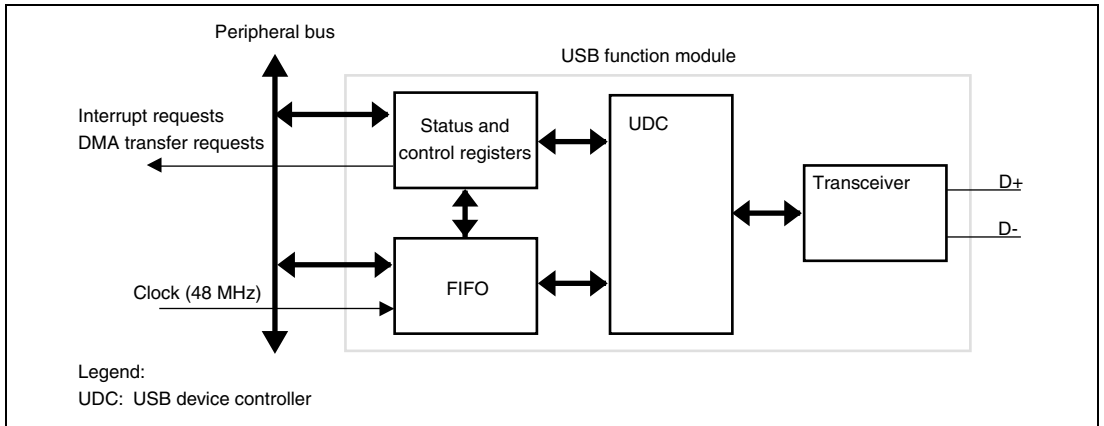 Peripheral bus
USB function module
Interrupt requests
DMA transfer requests
Status and
control registers
UDC
Transceiver
D+
D-
FIFO
Clock (48 MHz)
Legend:
UDC: USB device controller